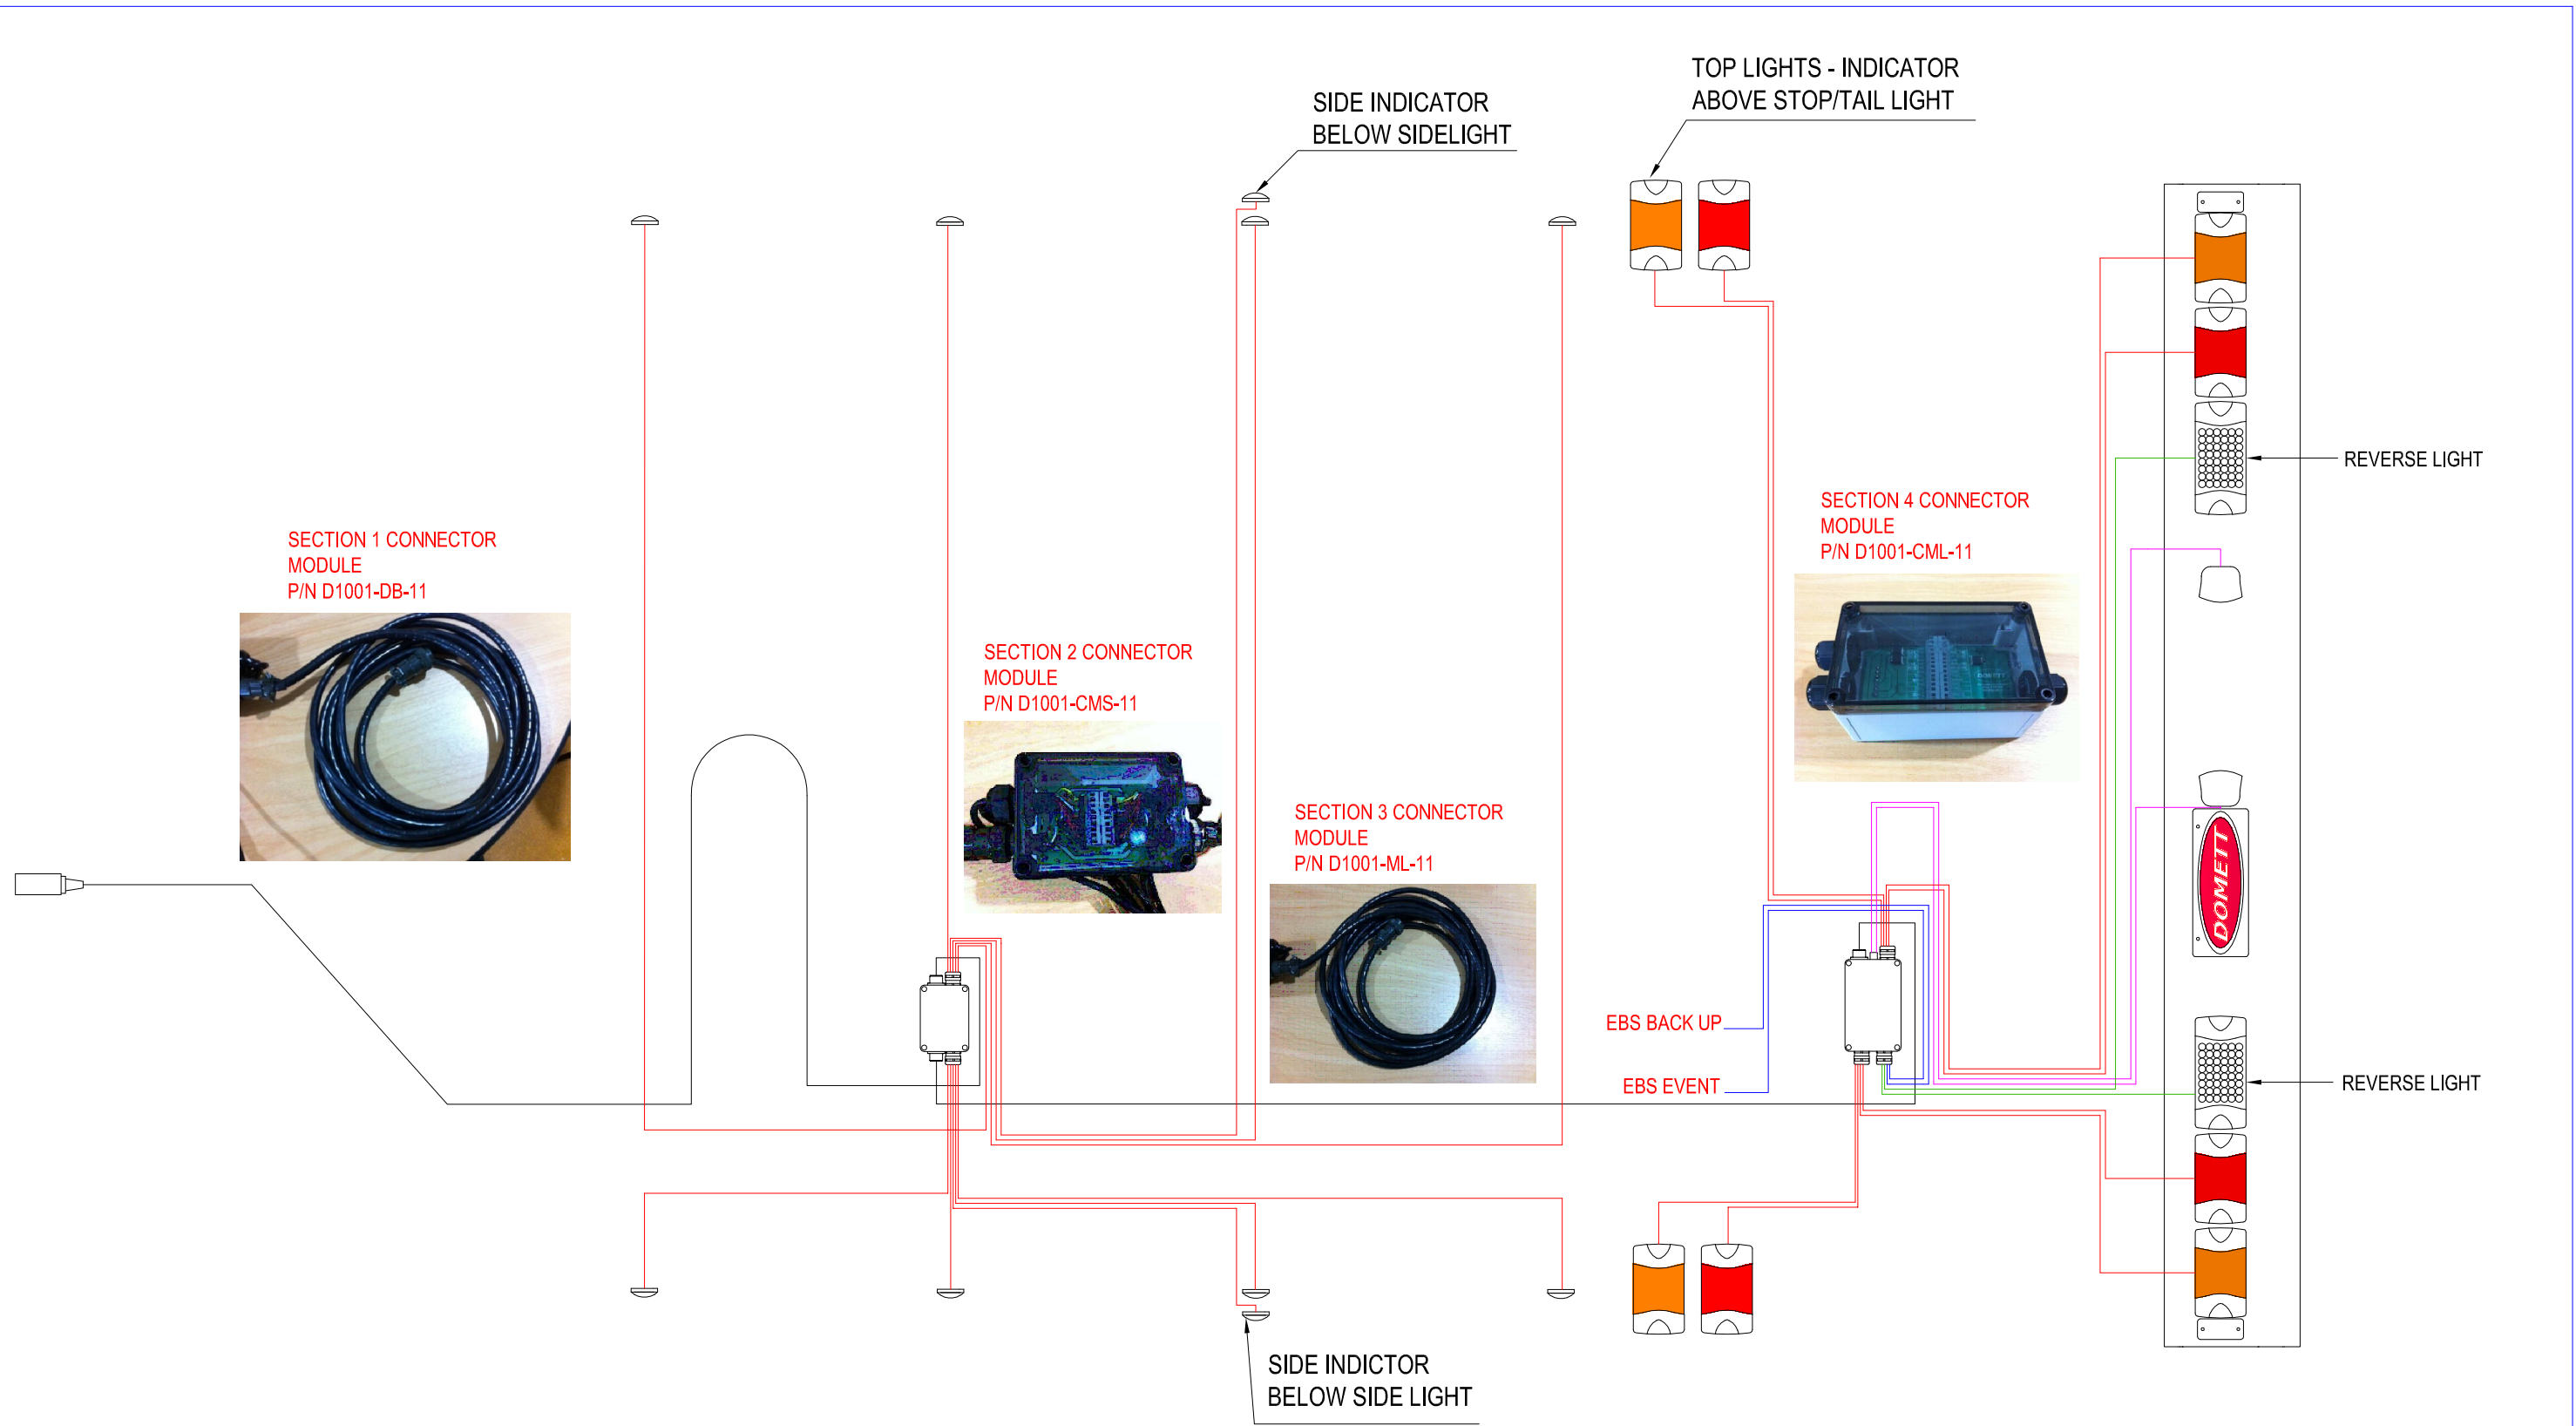 TOP LIGHTS - INDICATOR
ABOVE STOP/TAIL LIGHT
SIDE INDICATOR
BELOW SIDELIGHT
REVERSE LIGHT
SECTION 4 CONNECTOR
MODULE
P/N D1001-CML-11
SECTION 1 CONNECTOR
MODULE
P/N D1001-DB-11
SECTION 2 CONNECTOR
MODULE
P/N D1001-CMS-11
SECTION 3 CONNECTOR
MODULE
P/N D1001-ML-11
DOMETT
EBS BACK UP
EBS EVENT
REVERSE LIGHT
SIDE INDICTOR
BELOW SIDE LIGHT